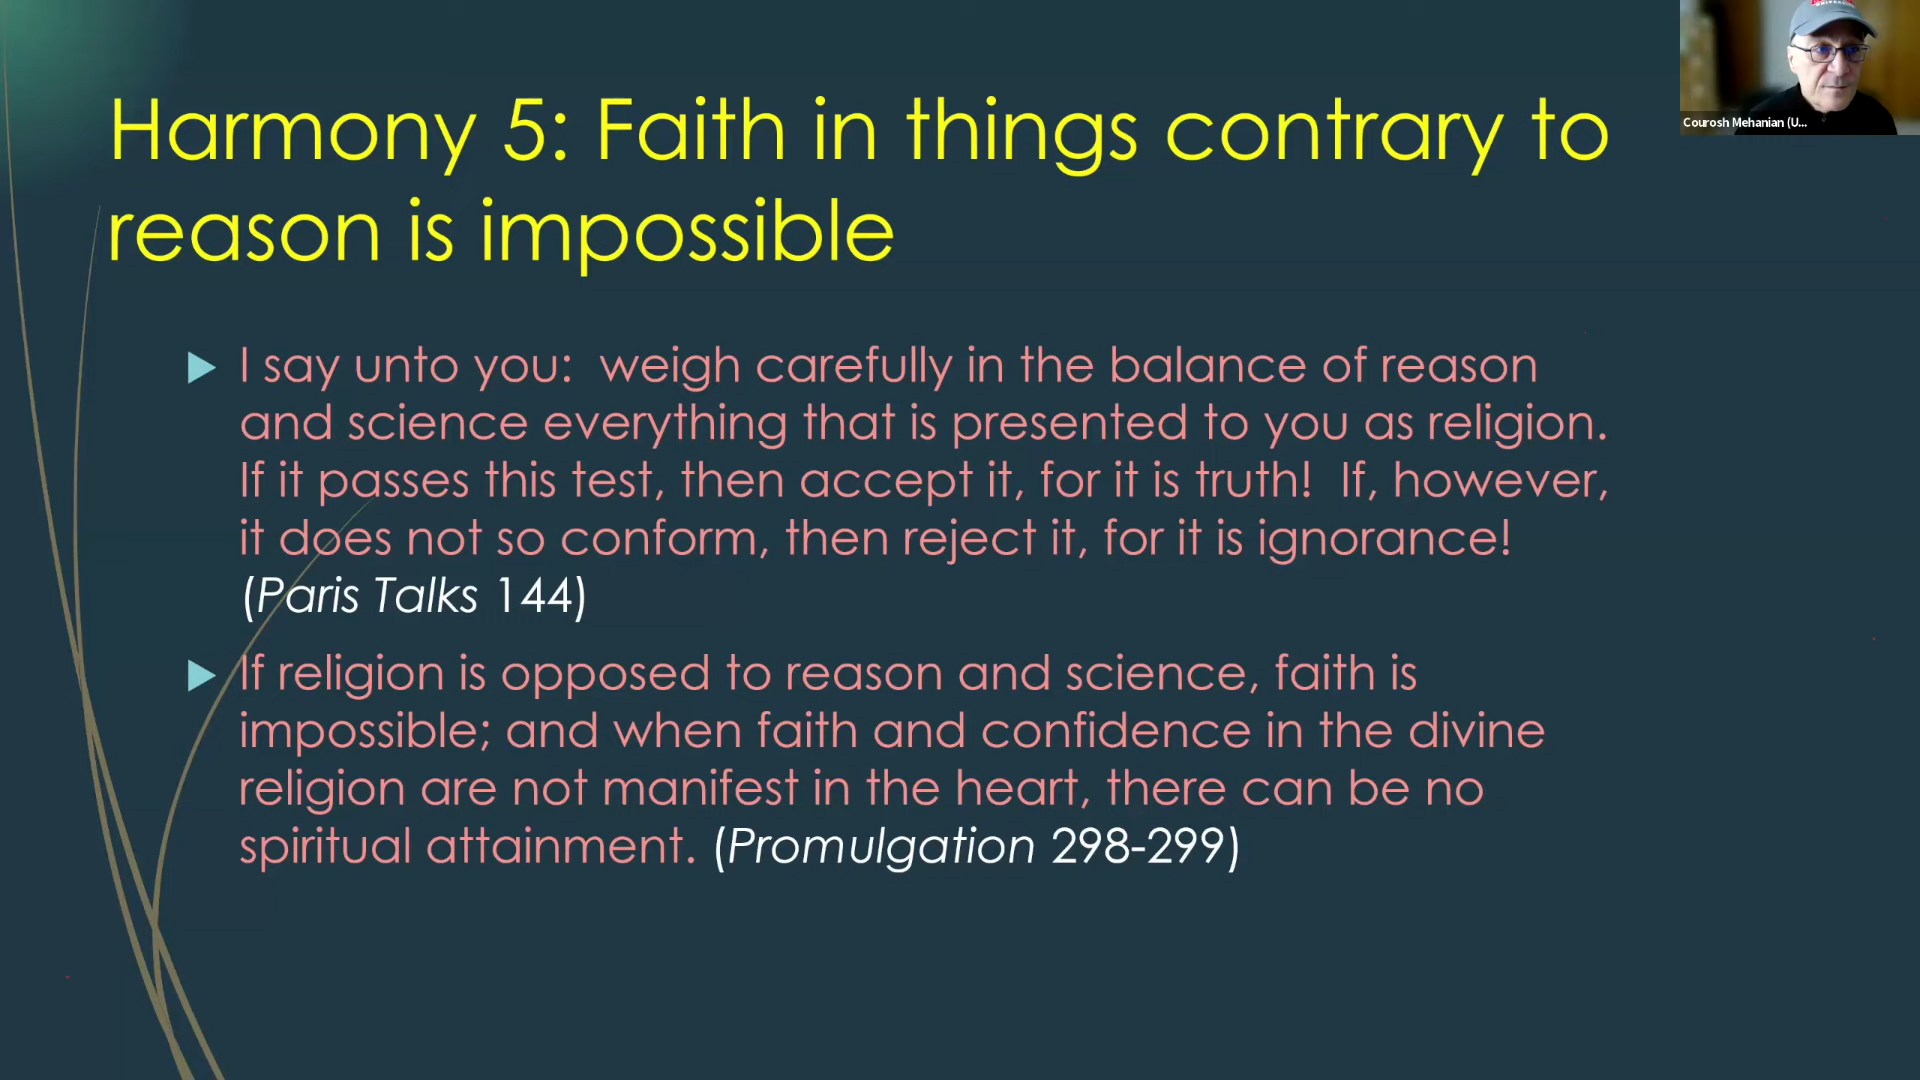 Harmony 5: Faith in things contrary to
reason is impossible
I say unto you:  weigh carefully in the balance of reason
and science everything that is presented to you as religion.
If it passes this test, then accept it, for it is truth!  If, however,
it does not so conform, then reject it, for it is ignorance!
(Paris Talks 144)
If religion is opposed to reason and science, faith is
impossible; and when faith and confidence in the divine
religion are not manifest in the heart, there can be no
spiritual attainment. (Promulgation 298-299)
Courosh Mehanian (U...